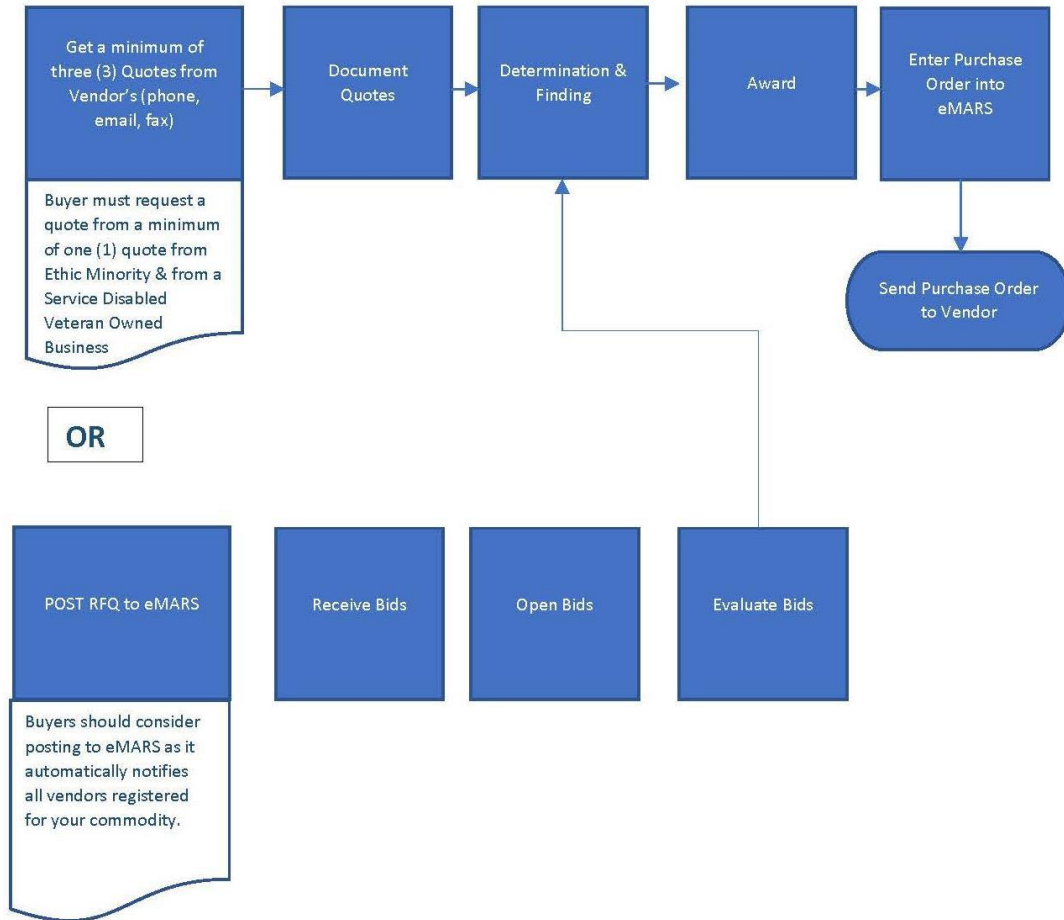 Get a minimum of
three (3) Quotes from
Vendor's (phone,
email, fax)
Document
Quotes
Determination &
Finding
Award
Enter Purchase
Order into
eMARS
Buyer must request a
quote from a minimum
of one (1) quote from
Ethic Minority & from a
Service Disabled
Veteran Owned
Business
Send Purchase Order
to Vendor
OR
POST RFQ to eMARS
Receive Bids
Open Bids
Evaluate Bids
Buyers should consider
posting to eMARS as it
automatically notifies
all vendors registered
for your commodity.